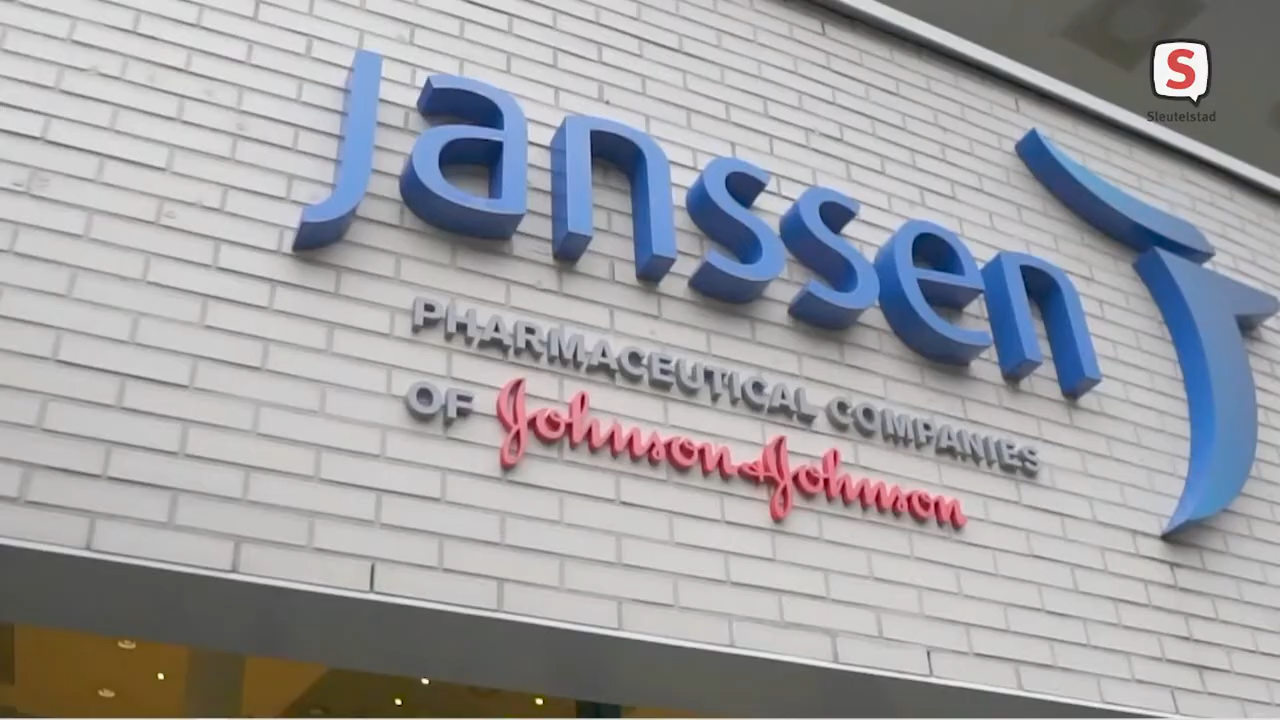 Janssen
PHARMACEUTICAL COMPANIES
OF Johnson & Johnson
S
Sleutelstad